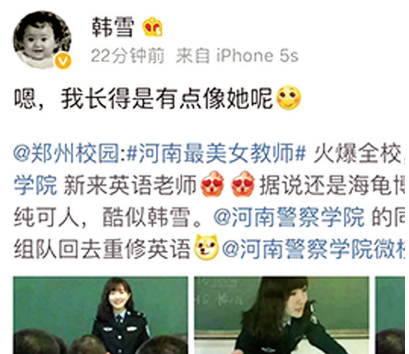 韩雪
22分钟前 来自 iPhone 5s
嗯，我长得是有点像她呢
@郑州校园:#河南最美女教师# 火爆全校
学院 新来英语老师 据说还是海龟博
纯可人，酷似韩雪。@河南警察学院 的同
组队回去重修英语 @河南警察学院微校